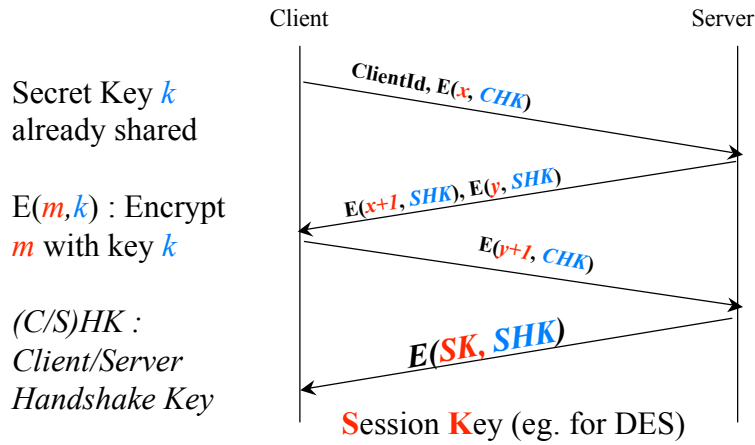 Client
Server
ClientId, E(x, CHK)
Secret Key k
already shared
E(x+1, SHK), E(y, SHK)
E(m,k) : Encrypt
m with key k
E(y+1, CHK)
(C/S)HK :
Client/Server
Handshake Key
E(SK, SHK)
Session Key (eg. for DES)